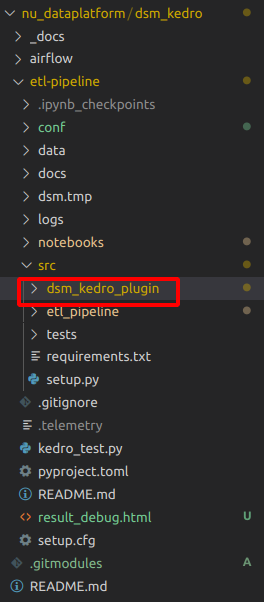 nu_dataplatform / dsm_kedro
_docs
airflow
etl-pipeline
.ipynb_checkpoints
conf
data
docs
dsm.tmp
logs
notebooks
src
dsm_kedro_plugin
etl_pipeline
tests
requirements.txt
setup.py
.gitignore
.telemetry
kedro_test.py
pyproject.toml
README.md
result_debug.html U
setup.cfg
.gitmodules A
README.md